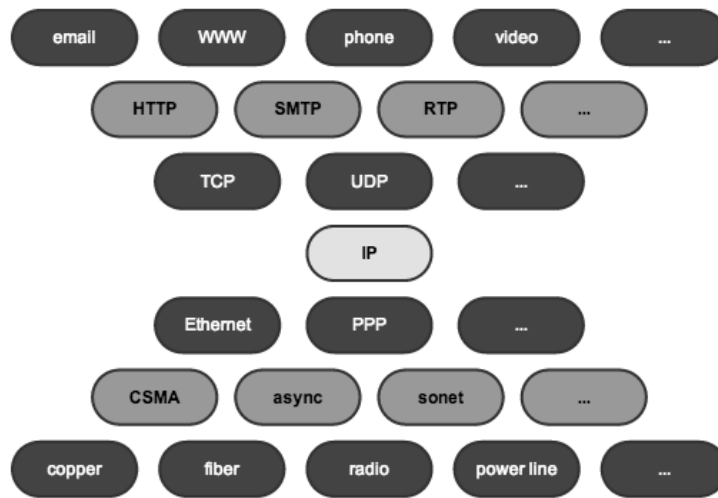 email WWW phone video ...
HTTP SMTP RTP ...
TCP UDP ...
IP
Ethernet PPP ...
CSMA async sonet ...
copper fiber radio power line ...